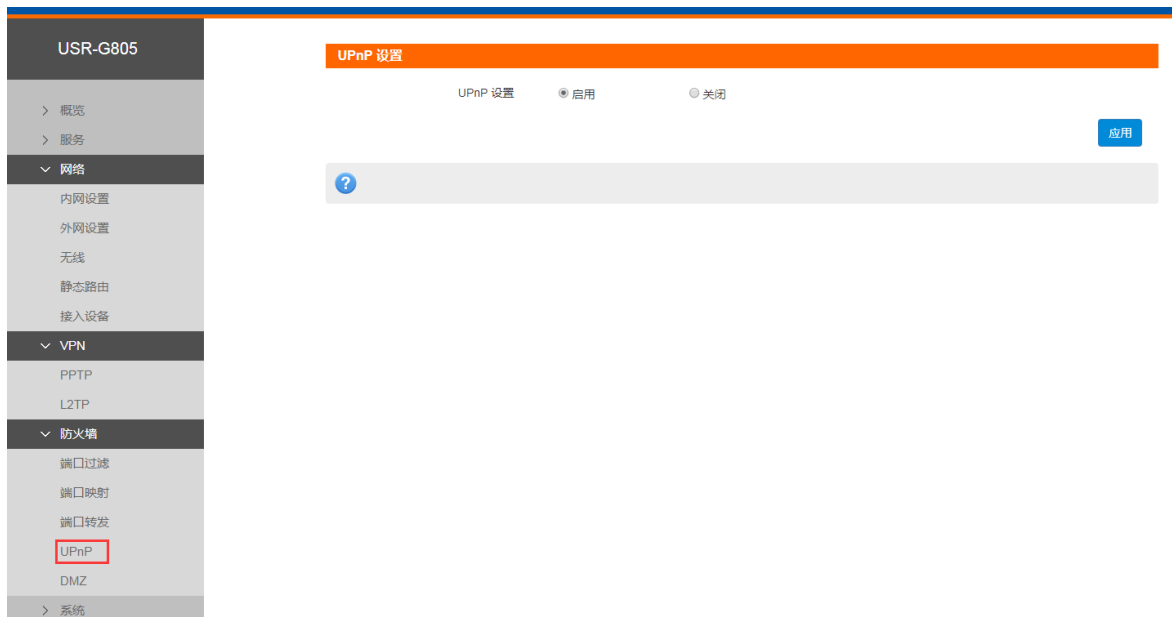 USR-G805
概览
服务
网络
内网设置
外网设置
无线
静态路由
接入设备
VPN
PPTP
L2TP
防火墙
端口过滤
端口映射
端口转发
UPnP
DMZ
系统
UPnP 设置
UPnP 设置 启用 关闭
应用
?